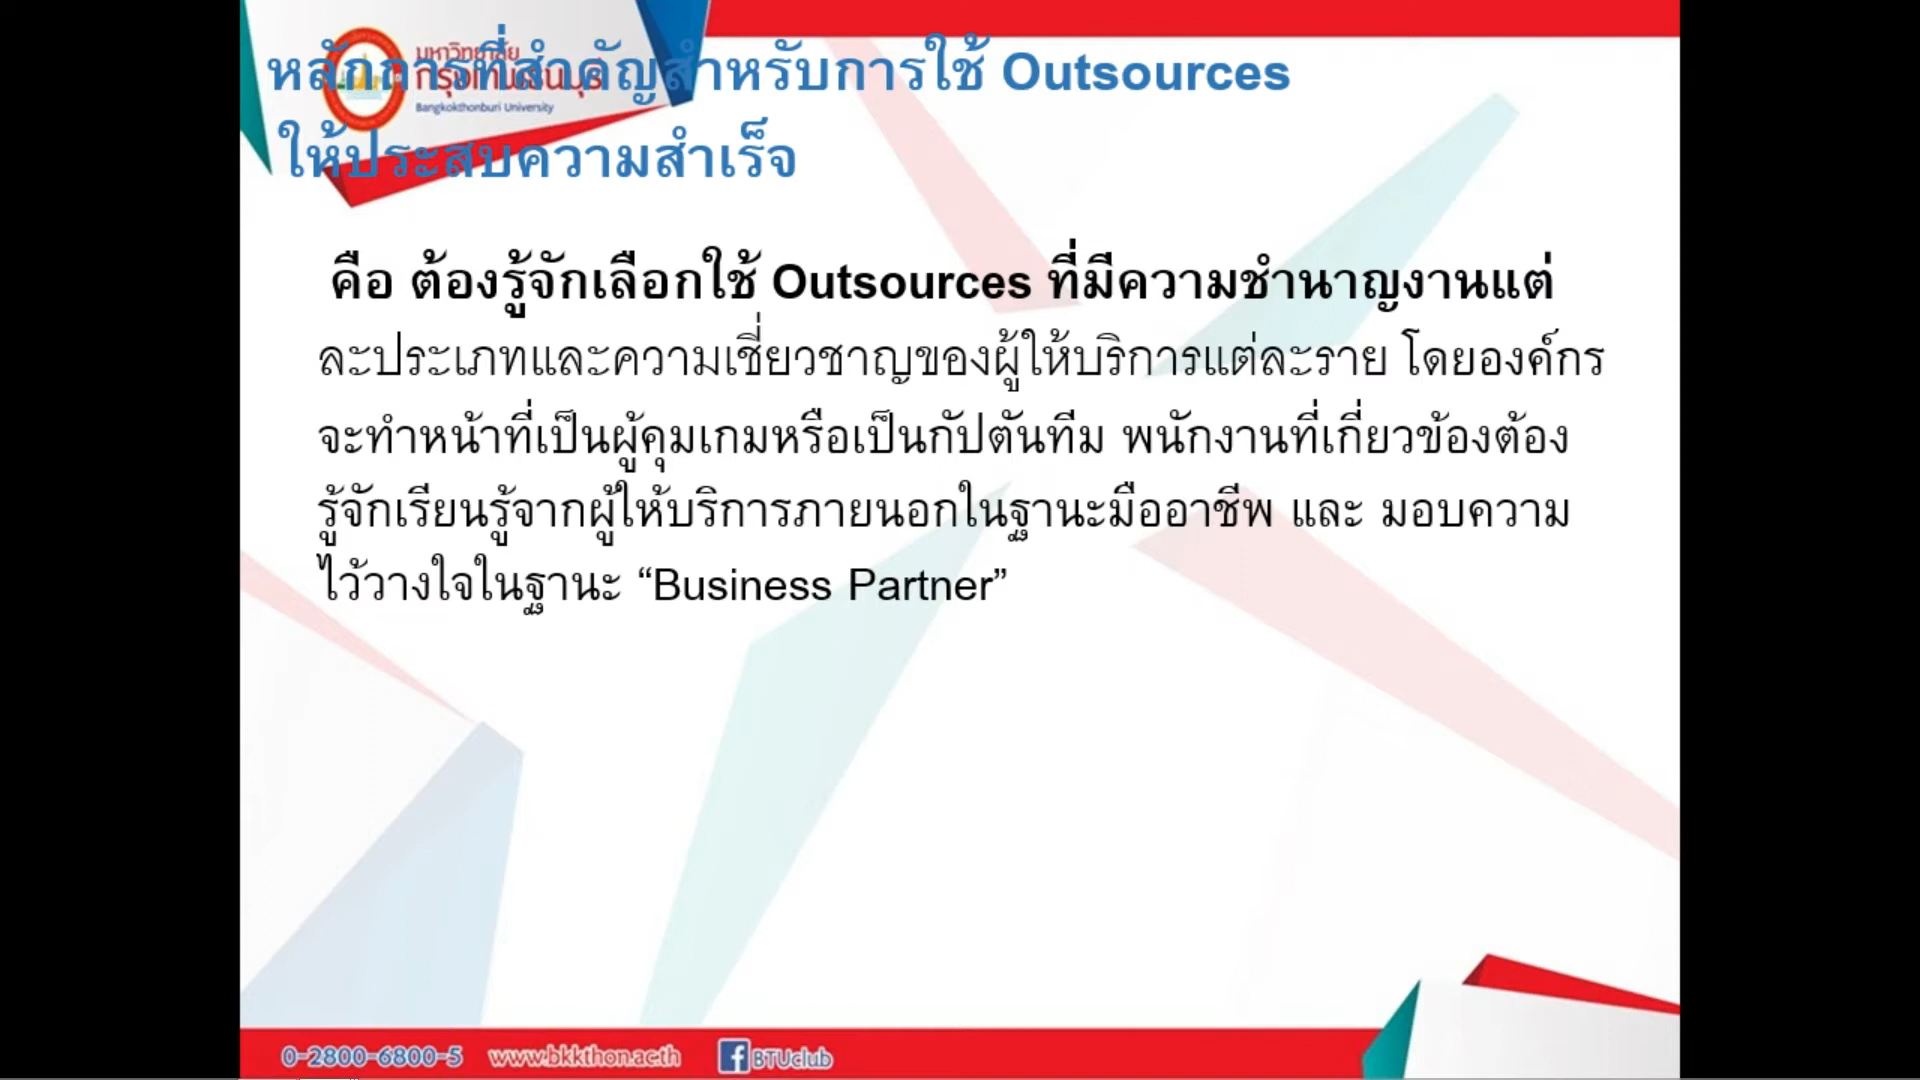 หลักการที่สำคัญสำหรับการใช้ Outsources
ให้ประสบความสำเร็จ
มหาวิทยาลัย
กรุงเทพธนบุรี
Bangkokthonburi University
คือ ต้องรู้จักเลือกใช้ Outsources ที่มีความชำนาญงานแต่
ละประเภทและความเชี่ยวชาญของผู้ให้บริการแต่ละราย โดยองค์กร
จะทำหน้าที่เป็นผู้คุมเกมหรือเป็นกัปตันทีม พนักงานที่เกี่ยวข้องต้อง
รู้จักเรียนรู้จากผู้ให้บริการภายนอกในฐานะมืออาชีพ และ มอบความ
ไว้วางใจในฐานะ “Business Partner”
0-2800-6800-5 www.bkkthon.ac.th BTUclub